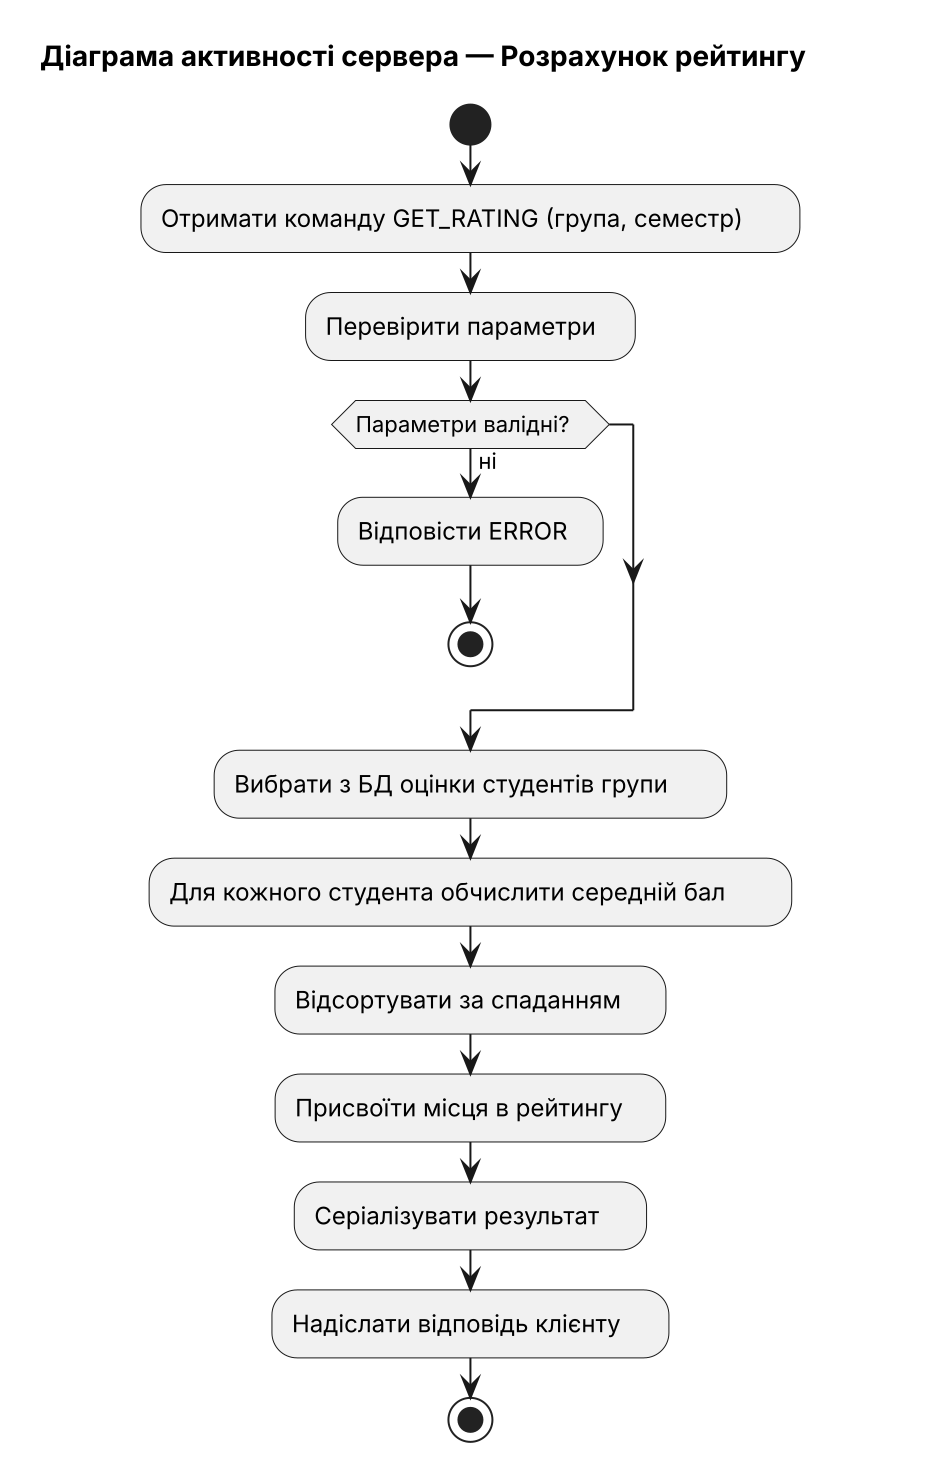 Діаграма активності сервера — Розрахунок рейтингу
Отримати команду GET_RATING (група, семестр)
Перевірити параметри
Параметри валідні?
ні
Відповісти ERROR
Вибрати з БД оцінки студентів групи
Для кожного студента обчислити середній бал
Відсортувати за спаданням
Присвоїти місця в рейтингу
Серіалізувати результат
Надіслати відповідь клієнту